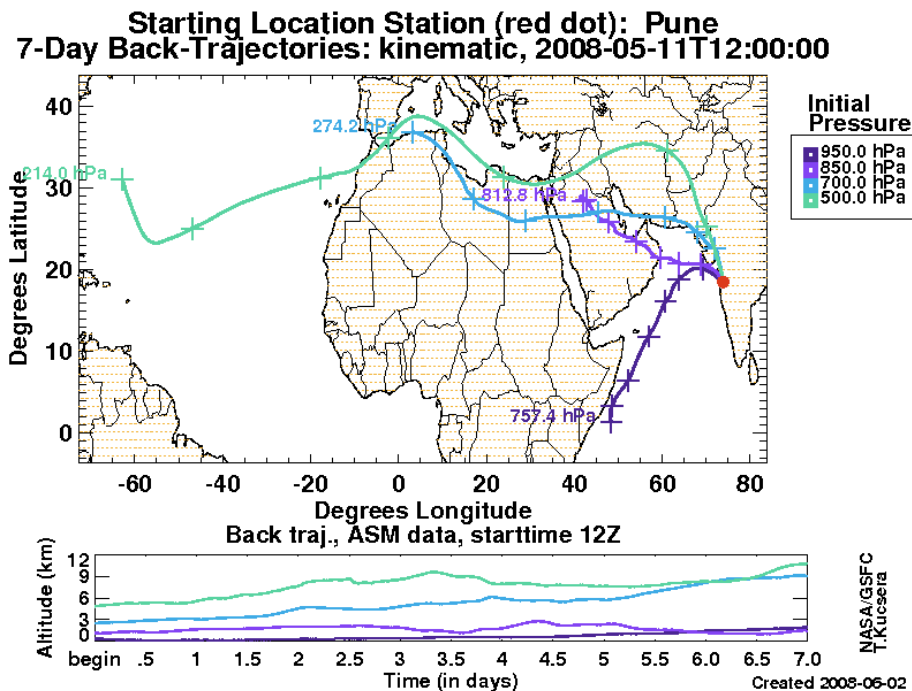 Starting Location Station (red dot): Pune
7-Day Back-Trajectories: kinematic, 2008-05-11T12:00:00
Initial
Pressure
950.0 hPa
850.0 hPa
700.0 hPa
500.0 hPa
Degrees Latitude
40
30
20
10
0
274.2 hPa
214.0 hPa
812.8 hPa
757.4 hPa
-60 -40 -20 0 20 40 60 80
Degrees Longitude
Back traj., ASM data, starttime 12Z
Altitude (km)
12
9
6
3
0
begin .5 1 1.5 2 2.5 3 3.5 4 4.5 5 5.5 6.0 6.5 7.0
Time (in days)
NASA/GSFC
T.Kucsera
Created 2008-06-02